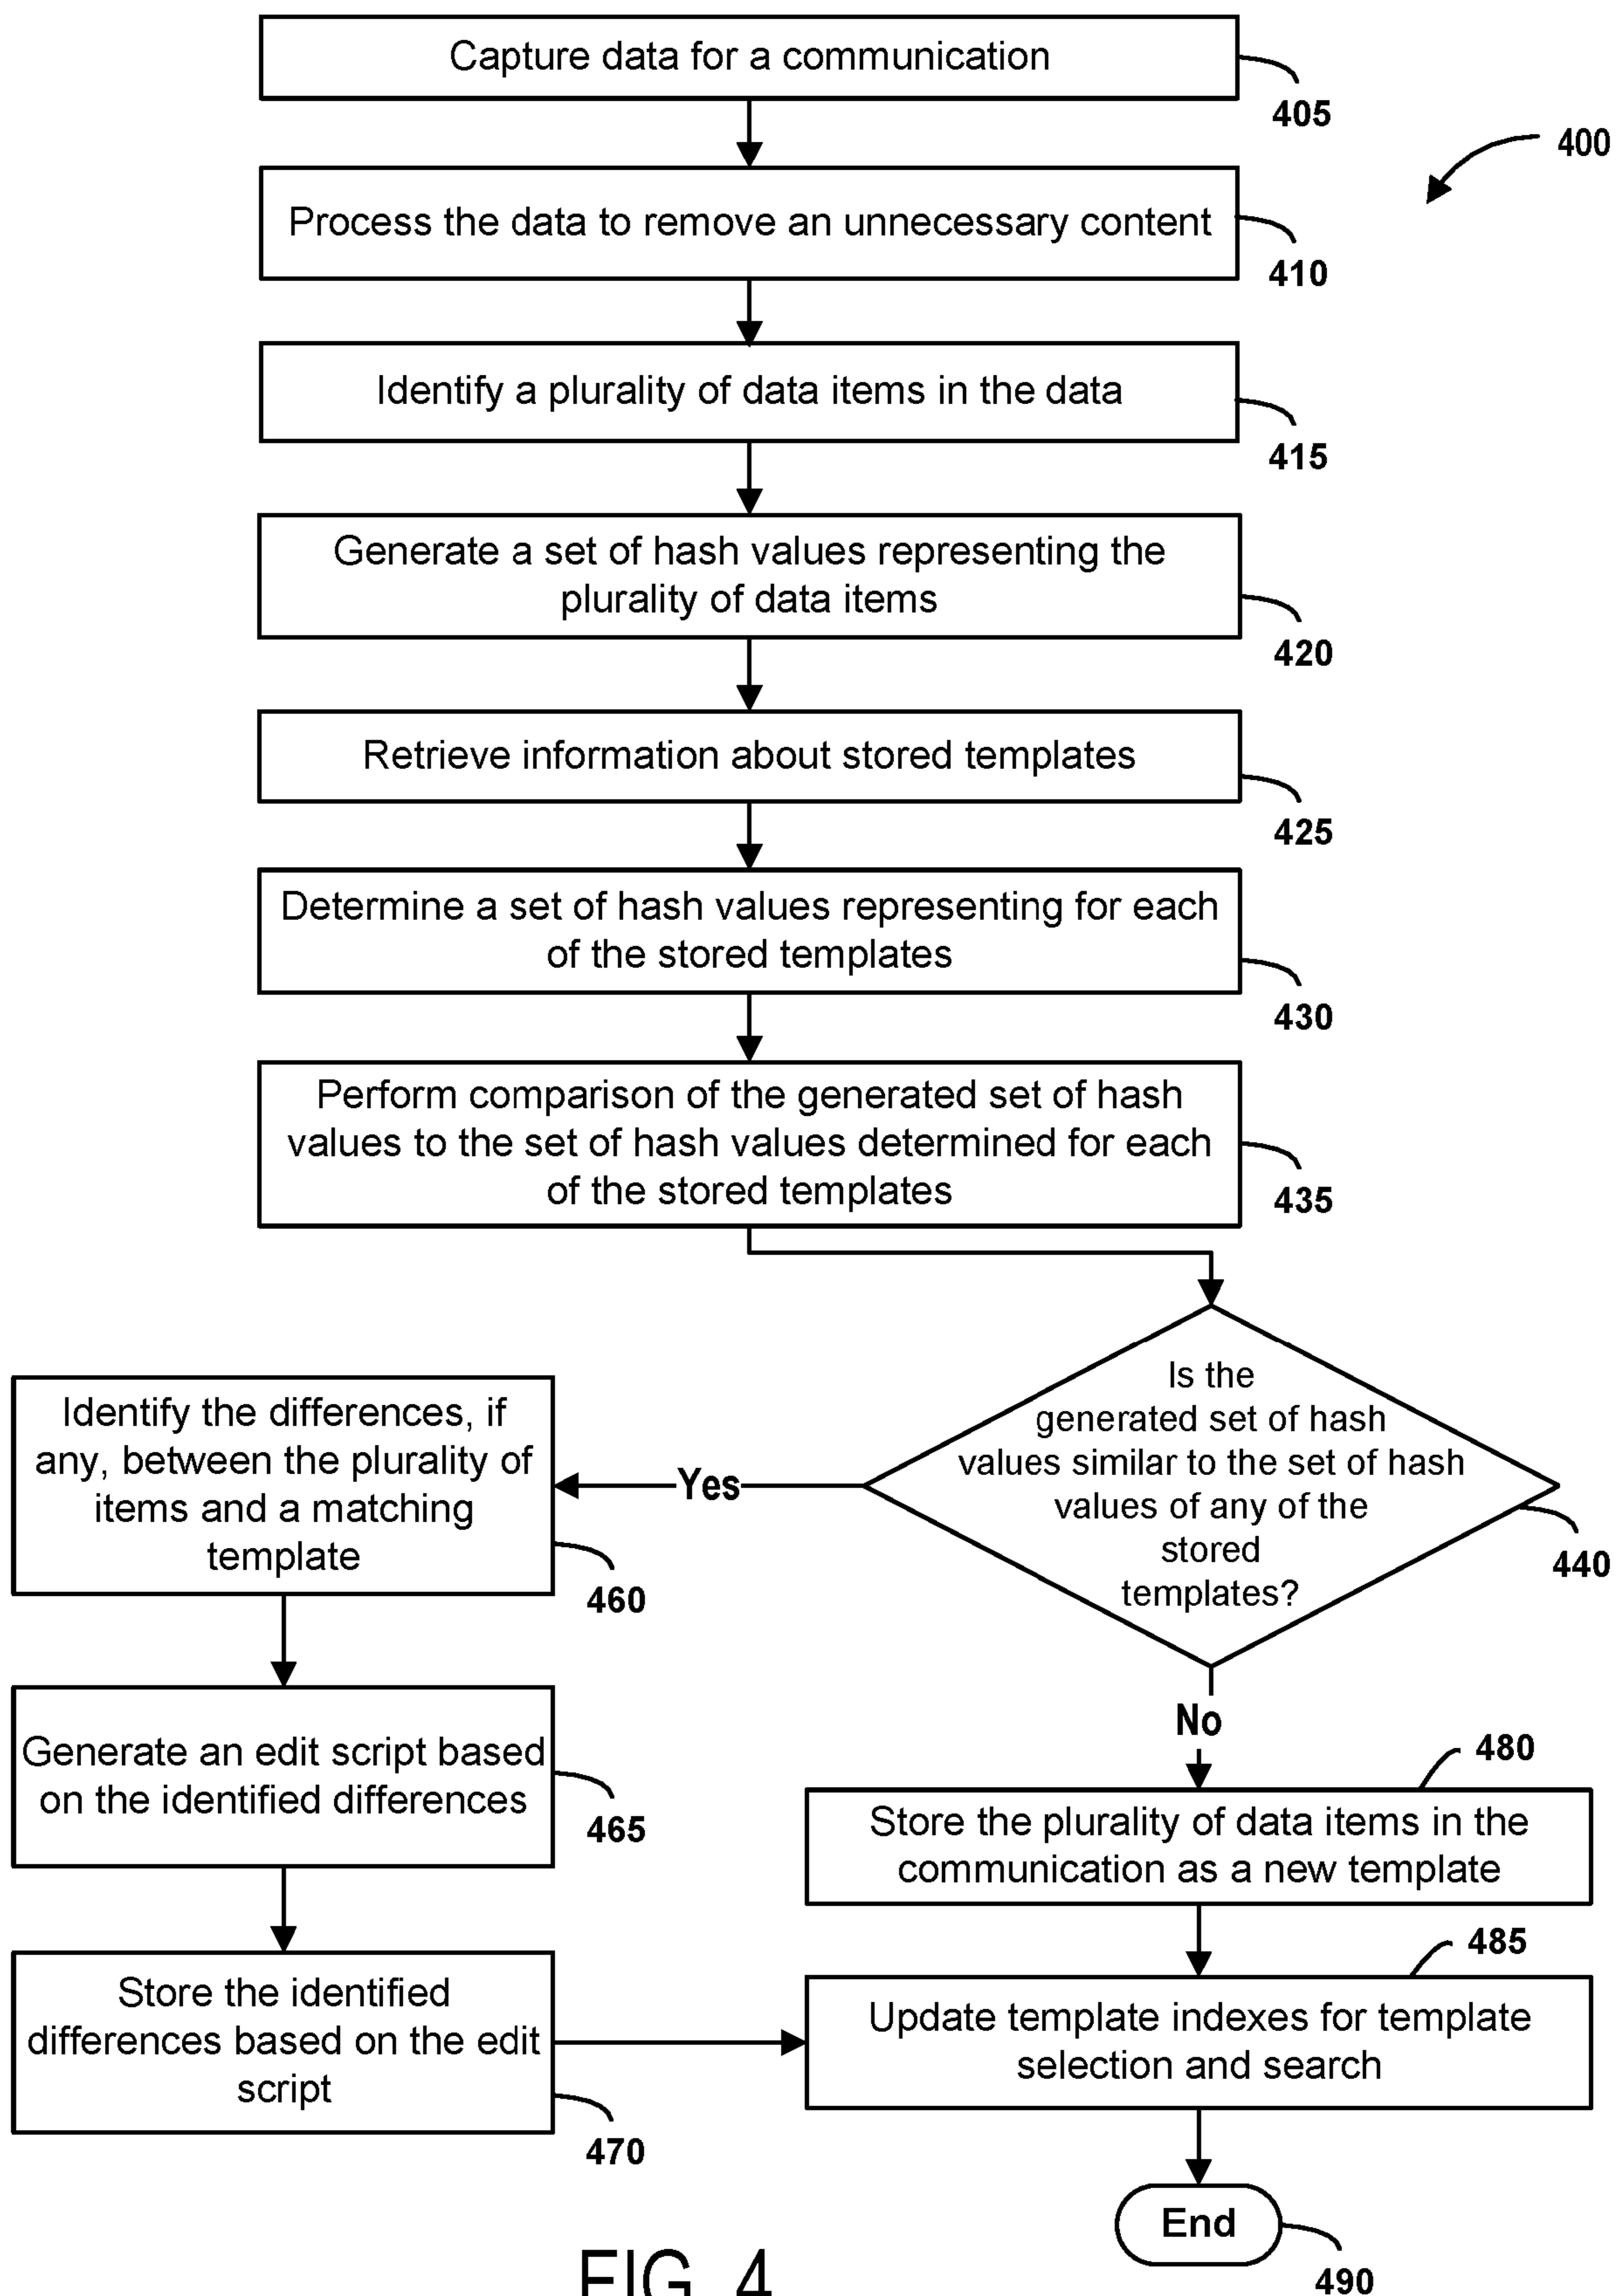 Capture data for a communication
405
400
Process the data to remove an unnecessary content
410
Identify a plurality of data items in the data
415
Generate a set of hash values representing the
plurality of data items
420
Retrieve information about stored templates
425
Determine a set of hash values representing for each
of the stored templates
430
Perform comparison of the generated set of hash
values to the set of hash values determined for each
of the stored templates
435
Is the
generated set of hash
values similar to the set of hash
values of any of the
stored
templates?
440
Yes
Identify the differences, if
any, between the plurality of
items and a matching
template
460
Generate an edit script based
on the identified differences
465
Store the identified
differences based on the edit
script
470
No
480
Store the plurality of data items in the
communication as a new template
485
Update template indexes for template
selection and search
End
490
FIG. 4